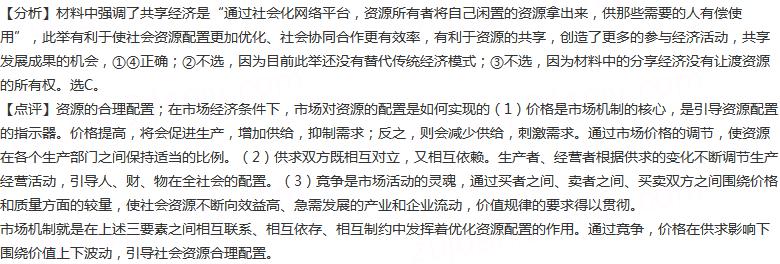 【分析】材料中强调了共享经济是“通过社会化网络平台，资源所有者将自己闲置的资源拿出来，供那些需要的人有偿使
用”，此举有利于使社会资源配置更加优化、社会协同合作更有效率，有利于资源的共享，创造了更多的参与经济活动，共享
发展成果的机会，①④正确；②不选，因为目前此举还没有替代传统经济模式；③不选，因为材料中的分享经济没有让渡资源
的所有权。选C。
【点评】资源的合理配置；在市场经济条件下，市场对资源的配置是如何实现的（1）价格是市场机制的核心，是引导资源配置
的指示器。价格提高，将会促进生产，增加供给，抑制需求；反之，则会减少供给，刺激需求。通过市场价格的调节，使资源
在各个生产部门之间保持适当的比例。（2）供求双方既相互对立，又相互依赖。生产者、经营者根据供求的变化不断调节生产
经营活动，引导人、财、物在全社会的配置。（3）竞争是市场活动的灵魂，通过买者之间、卖者之间、买卖双方之间围绕价格
和质量方面的较量，使社会资源不断向效益高、急需发展的产业和企业流动，价值规律的要求得以贯彻。
市场机制就是在上述三要素之间相互联系、相互依存、相互制约中发挥着优化资源配置的作用。通过竞争，价格在供求影响下
围绕价值上下波动，引导社会资源合理配置。